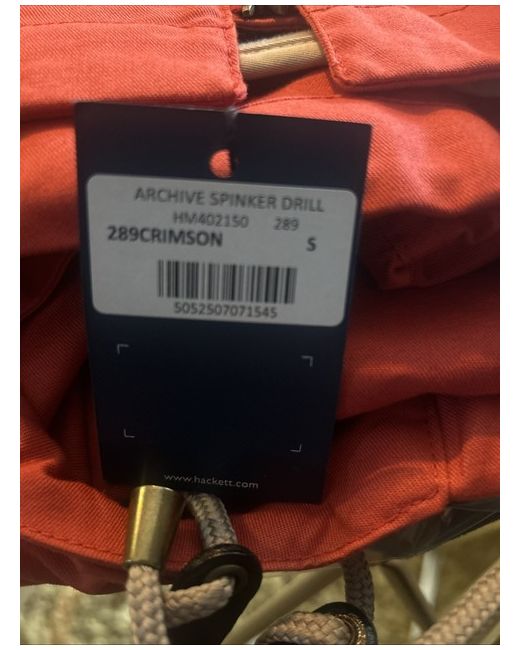 ARCHIVE SPINKER DRILL
HM402150 289
289CRIMSON S
5052507071545
www.hackett.com